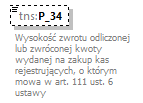 tns:P_34
Wysokość zwrotu odliczonej
lub zwróconej kwoty
wydanej na zakup kas
rejestrujących, o którym
mowa w art. 111 ust. 6
ustawy